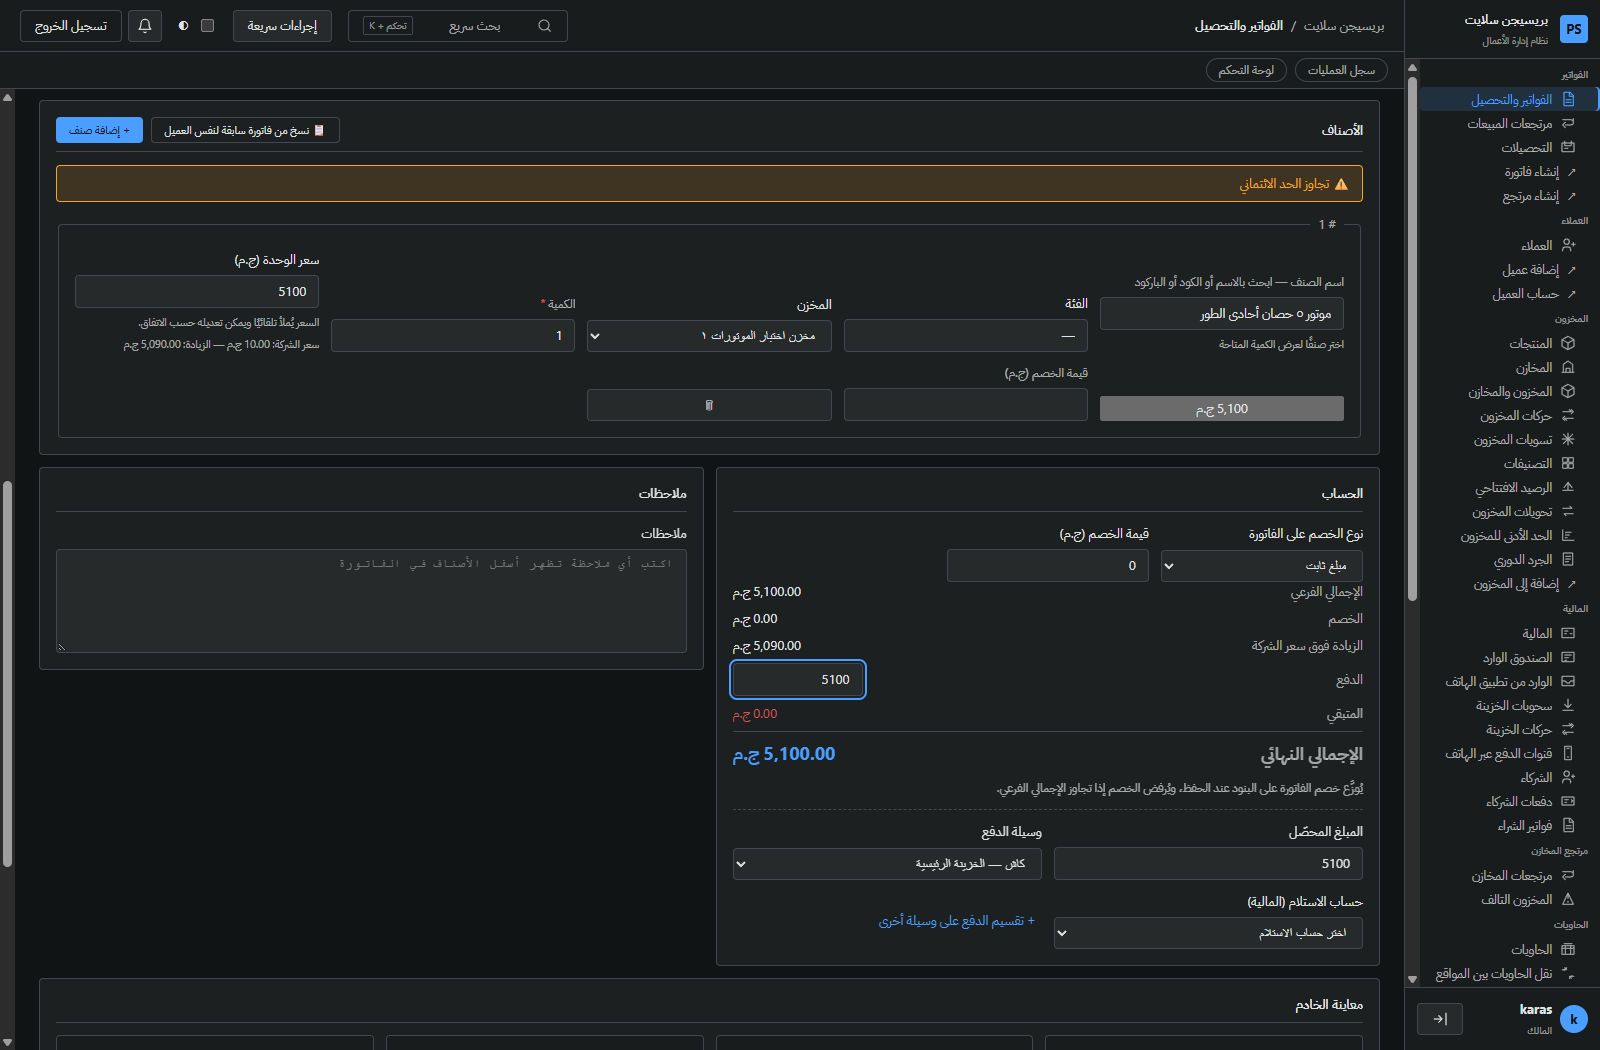 PS
بريسيجن سلايت
نظام إدارة الأعمال
بريسيجن سلايت / الفواتير والتحصيل
بحث سريع
تحكم + K
إجراءات سريعة
تسجيل الخروج
سجل العمليات
لوحة التحكم
الفواتير
الفواتير والتحصيل
مرتجعات المبيعات
التحصيلات
إنشاء فاتورة
إنشاء مرتجع
العملاء
العملاء
إضافة عميل
حساب العميل
المخزون
المنتجات
المخازن
المخزون والمخازن
حركات المخزون
تسويات المخزون
التصنيفات
الرصيد الافتتاحي
تحويلات المخزون
الحد الأدنى للمخزون
الجرد الدوري
إضافة إلى المخزون
المالية
المالية
الصندوق الوارد
الوارد من تطبيق الهاتف
سحوبات الخزينة
حركات الخزينة
قنوات الدفع عبر الهاتف
الشركاء
دفعات الشركاء
فواتير الشراء
مرتجع المخازن
مرتجعات المخازن
المخزون التالف
الحاويات
الحاويات
نقل الحاويات بين المواقع
karas
المالك
k
الأصناف
نسخ من فاتورة سابقة لنفس العميل
+ إضافة صنف
تجاوز الحد الائتماني
# 1
اسم الصنف — ابحث بالاسم أو الكود أو الباركود
موتور ٥ حصان أحادى الطور
اختر صنفًا لعرض الكمية المتاحة
الفئة
—
المخزن
مخزن اختبار الموتورات ١
الكمية *
1
سعر الوحدة (ج.م)
5100
السعر يُملأ تلقائيًا ويمكن تعديله حسب الاتفاق.
سعر الشركة: 10.00 ج.م — الزيادة: 5,090.00 ج.م
5,100 ج.م
قيمة الخصم (ج.م)
الحساب
نوع الخصم على الفاتورة
مبلغ ثابت
قيمة الخصم (ج.م)
0
الإجمالي الفرعي
5,100.00 ج.م
الخصم
0.00 ج.م
الزيادة فوق سعر الشركة
5,090.00 ج.م
الدفع
5100
المتبقي
0.00 ج.م
الإجمالي النهائي
5,100.00 ج.م
يُوزَّع خصم الفاتورة على البنود عند الحفظ، ويُرفض الخصم إذا تجاوز الإجمالي الفرعي.
المبلغ المحصّل
5100
وسيلة الدفع
كاش — الخزينة الرئيسية
حساب الاستلام (المالية)
اختر حساب الاستلام
+ تقسيم الدفع على وسيلة أخرى
ملاحظات
ملاحظات
اكتب أي ملاحظة تظهر أسفل الأصناف في الفاتورة
معاينة الخادم